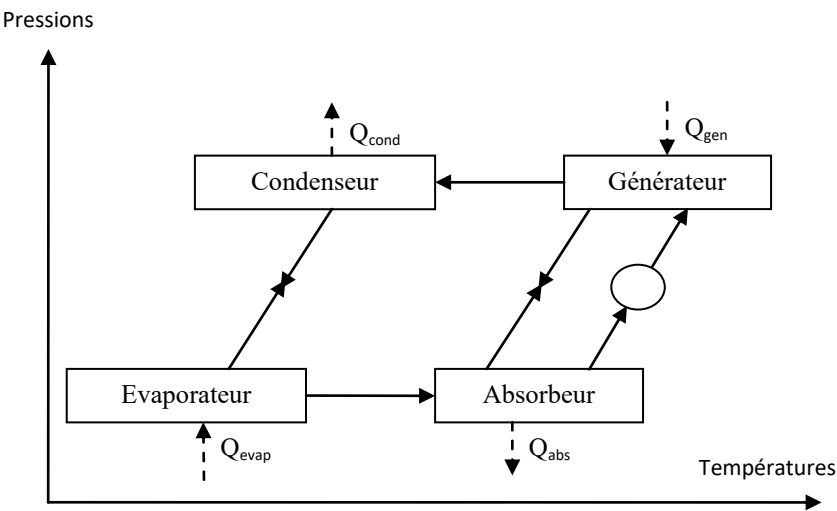 Pressions
Q_cond
Q_gen
Condenseur
Générateur
Evaporateur
Absorbeur
Q_evap
Q_abs
Températures